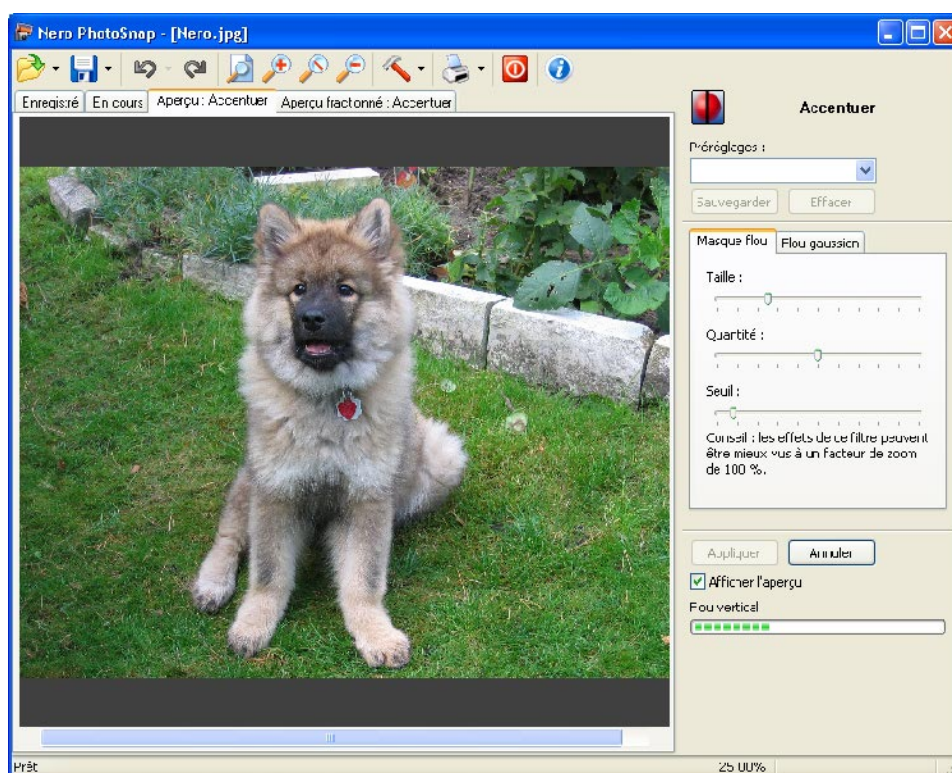 Nero PhotoSnap - [Nero.jpg]
Enregistré
En cours
Aperçu : Accentuer
Aperçu fractionné : Accentuer
Accentuer
Préréglages :
Sauvegarder
Effacer
Masque flou
Flou gaussien
Taille :
Quantité :
Seuil :
Conseil : les effets de ce filtre peuvent
être mieux vus à un facteur de zoom
de 100 %.
Appliquer
Annuler
Afficher l'aperçu
Flou vertical
Prêt
25.00%